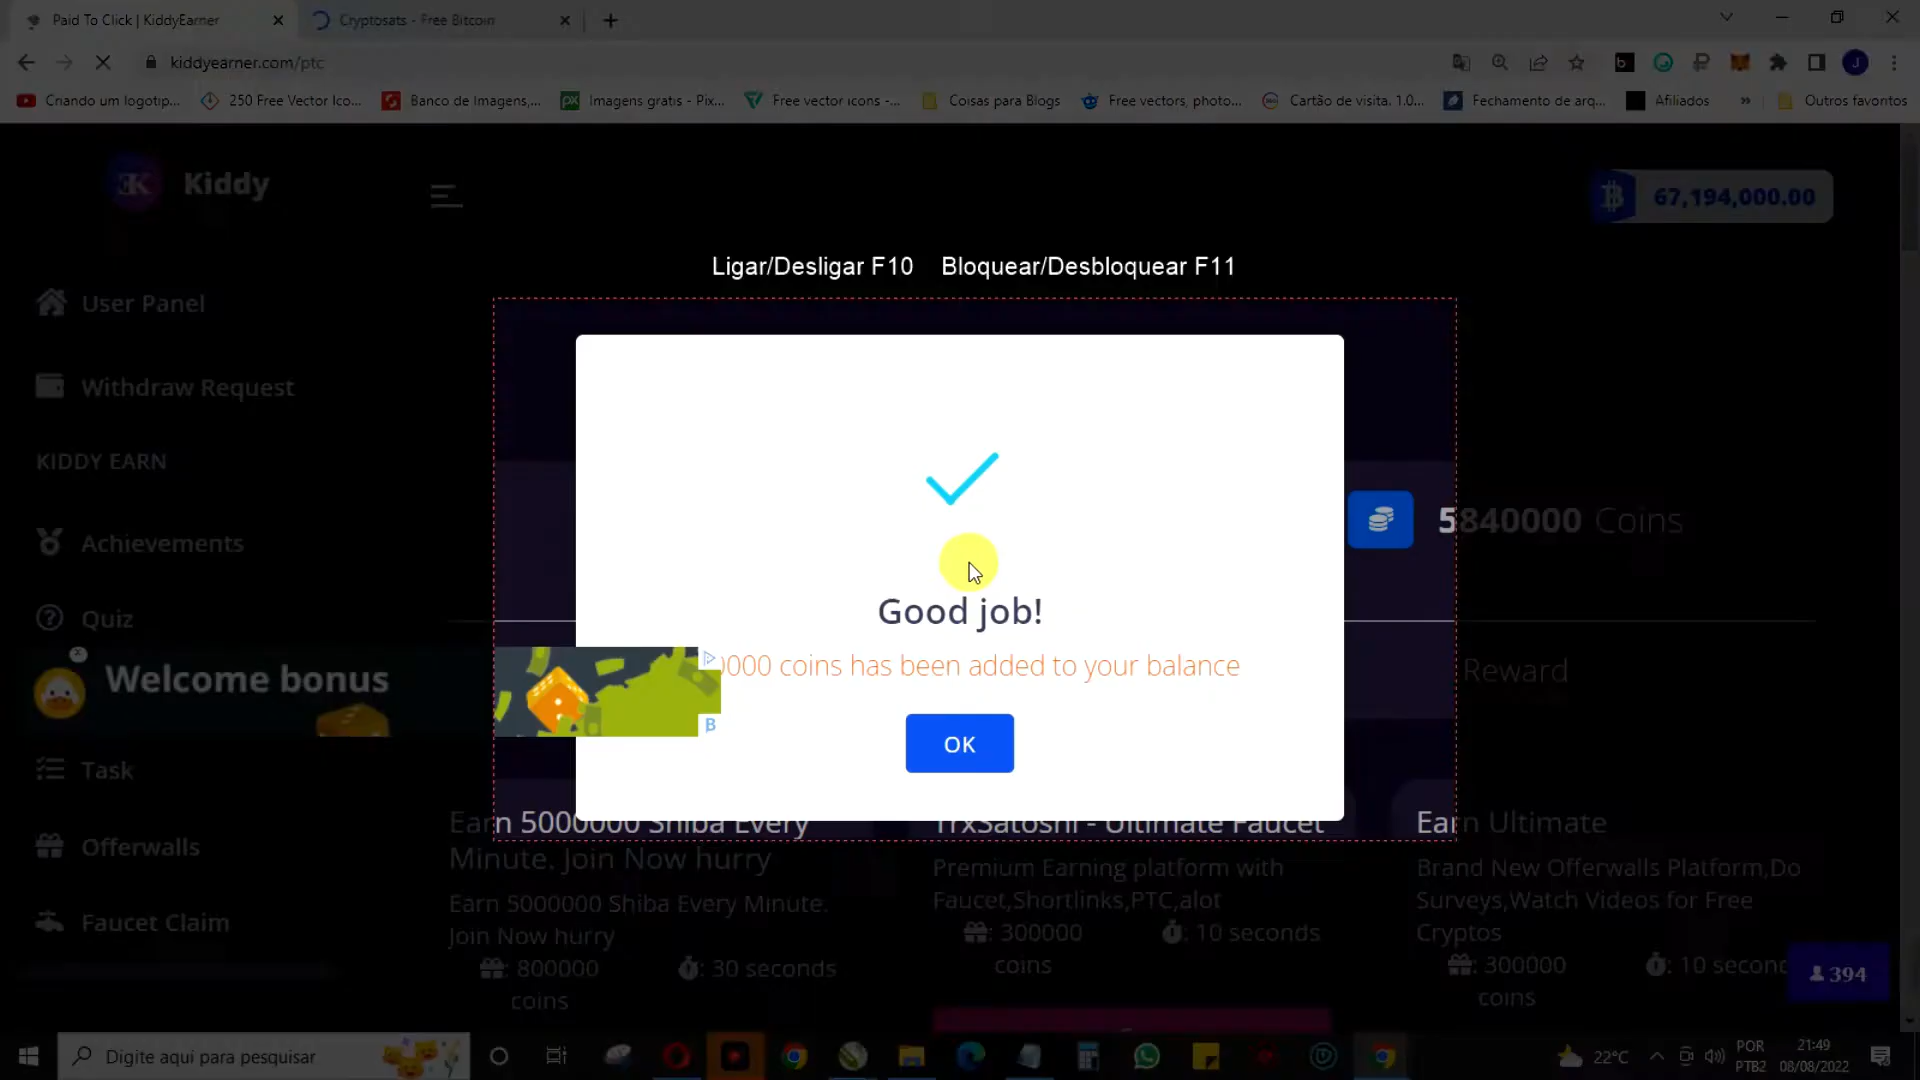 Paid To Click | KiddyEarner
Cryptosats - Free Bitcoin
kiddyearner.com/ptc
Criando um logotip...
250 Free Vector Ico...
Banco de Imagens,...
Imagens gratis - Pix...
Free vector icons -...
Coisas para Blogs
Free vectors, photo...
Cartão de visita. 1.0...
Fechamento de arq...
Afiliados
»
Outros favoritos
Kiddy
67,194,000.00
Ligar/Desligar F10 Bloquear/Desbloquear F11
User Panel
Withdraw Request
KIDDY EARN
Achievements
Quiz
Welcome bonus
Task
Offerwalls
Faucet Claim
5840000 Coins
Good job!
0000 coins has been added to your balance
OK
Reward
Earn 5000000 Shiba Every
Minute. Join Now hurry
Earn 5000000 Shiba Every Minute.
Join Now hurry
: 800000
coins
: 30 seconds
TrxSatoshi - Ultimate Faucet
Premium Earning platform with
Faucet,Shortlinks,PTC,alot
: 300000
coins
: 10 seconds
Earn Ultimate
Brand New Offerwalls Platform,Do
Surveys,Watch Videos for Free
Cryptos
: 300000
coins
: 10 second
394
Digite aqui para pesquisar
22°C
POR
PTB2
21:49
08/08/2022